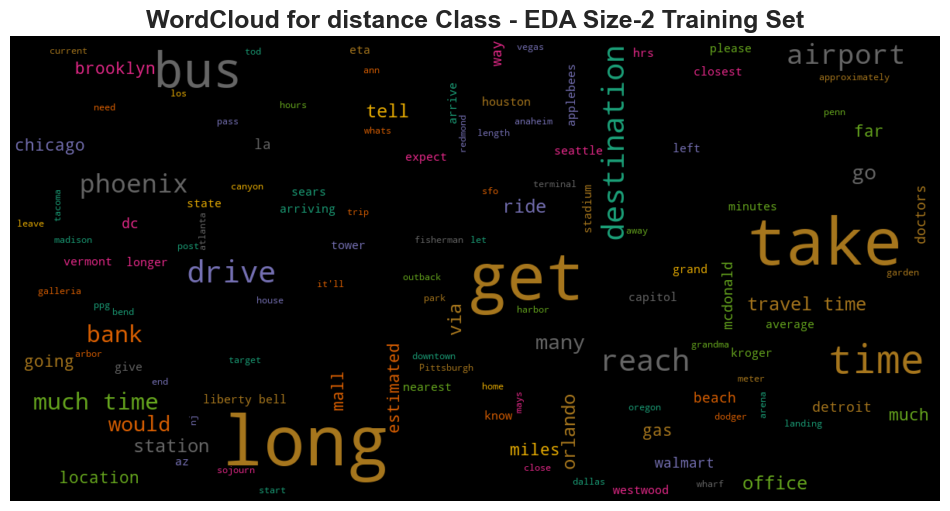 WordCloud for distance Class - EDA Size-2 Training Set
current
tod
eta
way
vegas
hrs
please
airport
brooklyn
bus
ann
closest
approximately
los
need
hours
tell
arrive
houston
applebees
destination
penn
pass
whats
redmond
anaheim
length
far
chicago
la
expect
seattle
left
phoenix
canyon
sears
ride
terminal
go
tacoma
state
arriving
trip
sfo
stadium
minutes
doctors
leave
dc
atlanta
away
take
madison
post
tower
fisherman
let
vermont
longer
drive
get
grand
garden
galleria
house
it'll
outback
park
capitol
mcdonald
travel time
ppg
bend
via
harbor
average
bank
many
grandma
kroger
time
going
arbor
give
target
estimated
downtown
Pittsburgh
reach
meter
end
mall
nearest
home
much time
liberty bell
long
know
mays
orlando
oregon
beach
dodger
arena
detroit
much
would
landing
station
miles
gas
az
sojourn
close
walmart
location
start
dallas
westwood
wharf
office